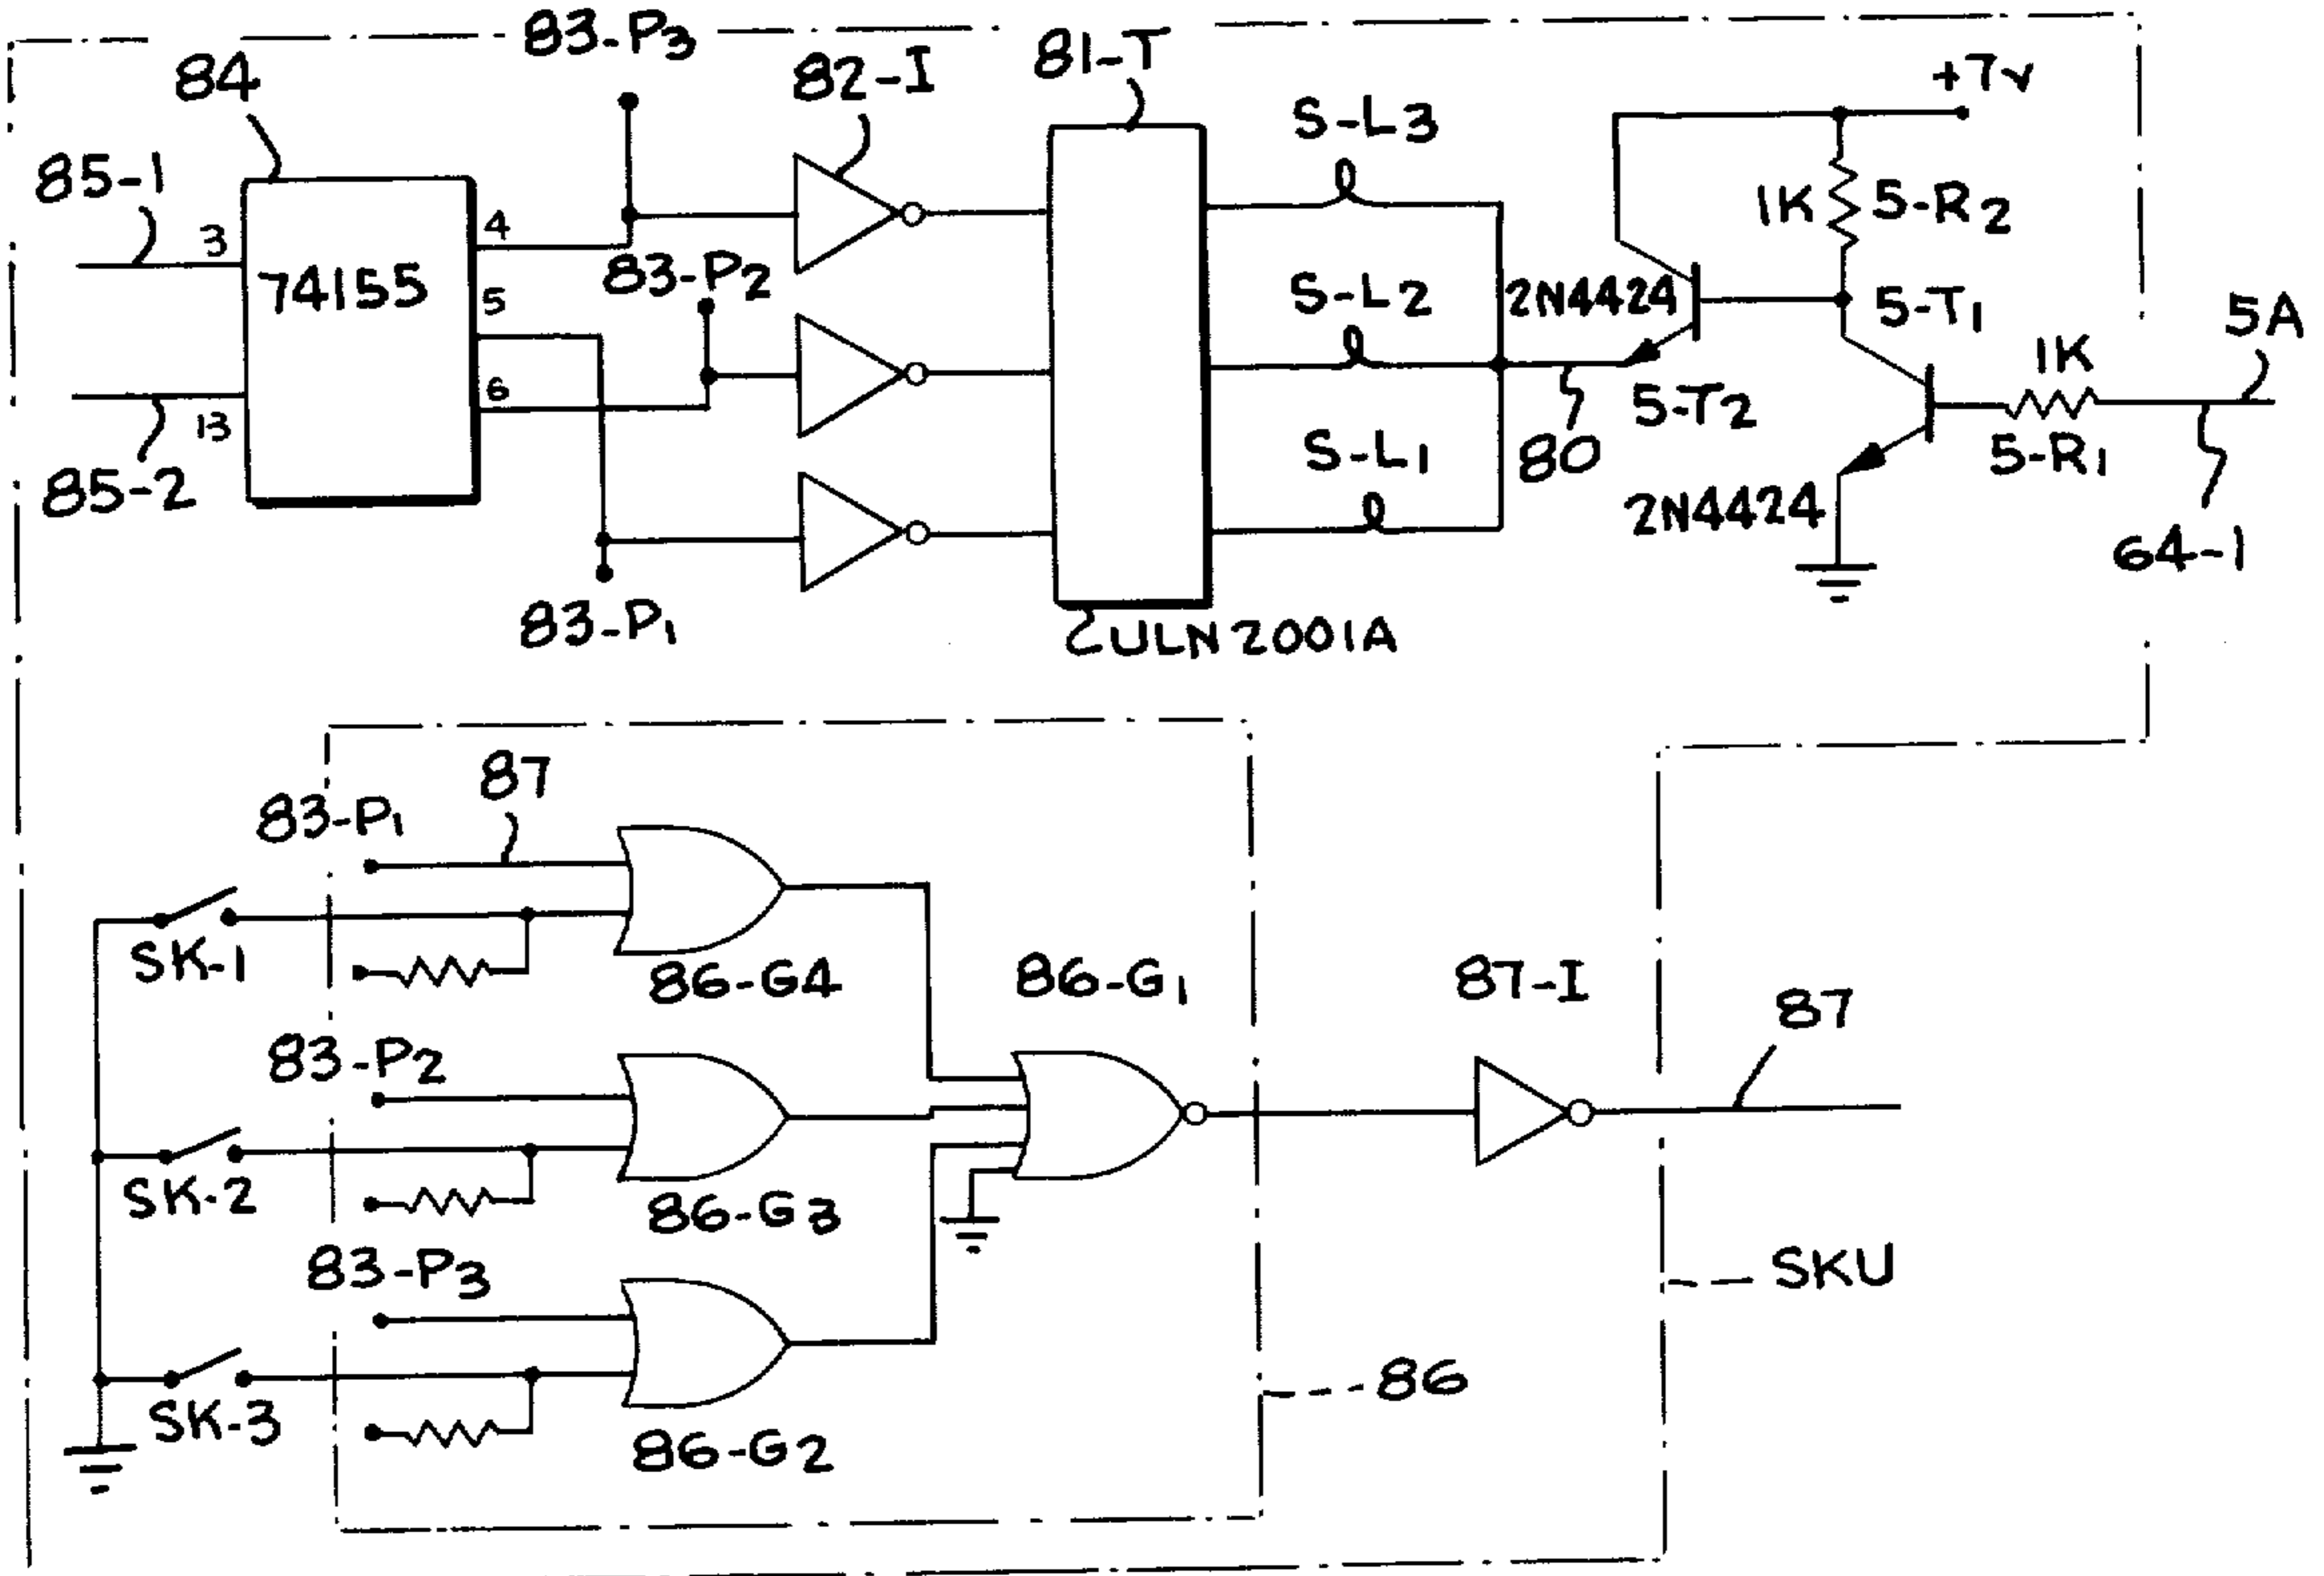 83-P3
84
82-I
81-T
+7v
85-1
3
4
74155
5
6
13
85-2
83-P2
83-P1
S-L3
S-L2
S-L1
ULN 2001A
1K
5-R2
2N4424
5-T1
5-T2
80
1K
5-R1
5A
2N4424
64-1
83-P1
87
SK-1
86-G4
86-G1
87-I
87
83-P2
SK-2
86-G3
83-P3
SK-3
86-G2
SKU
86